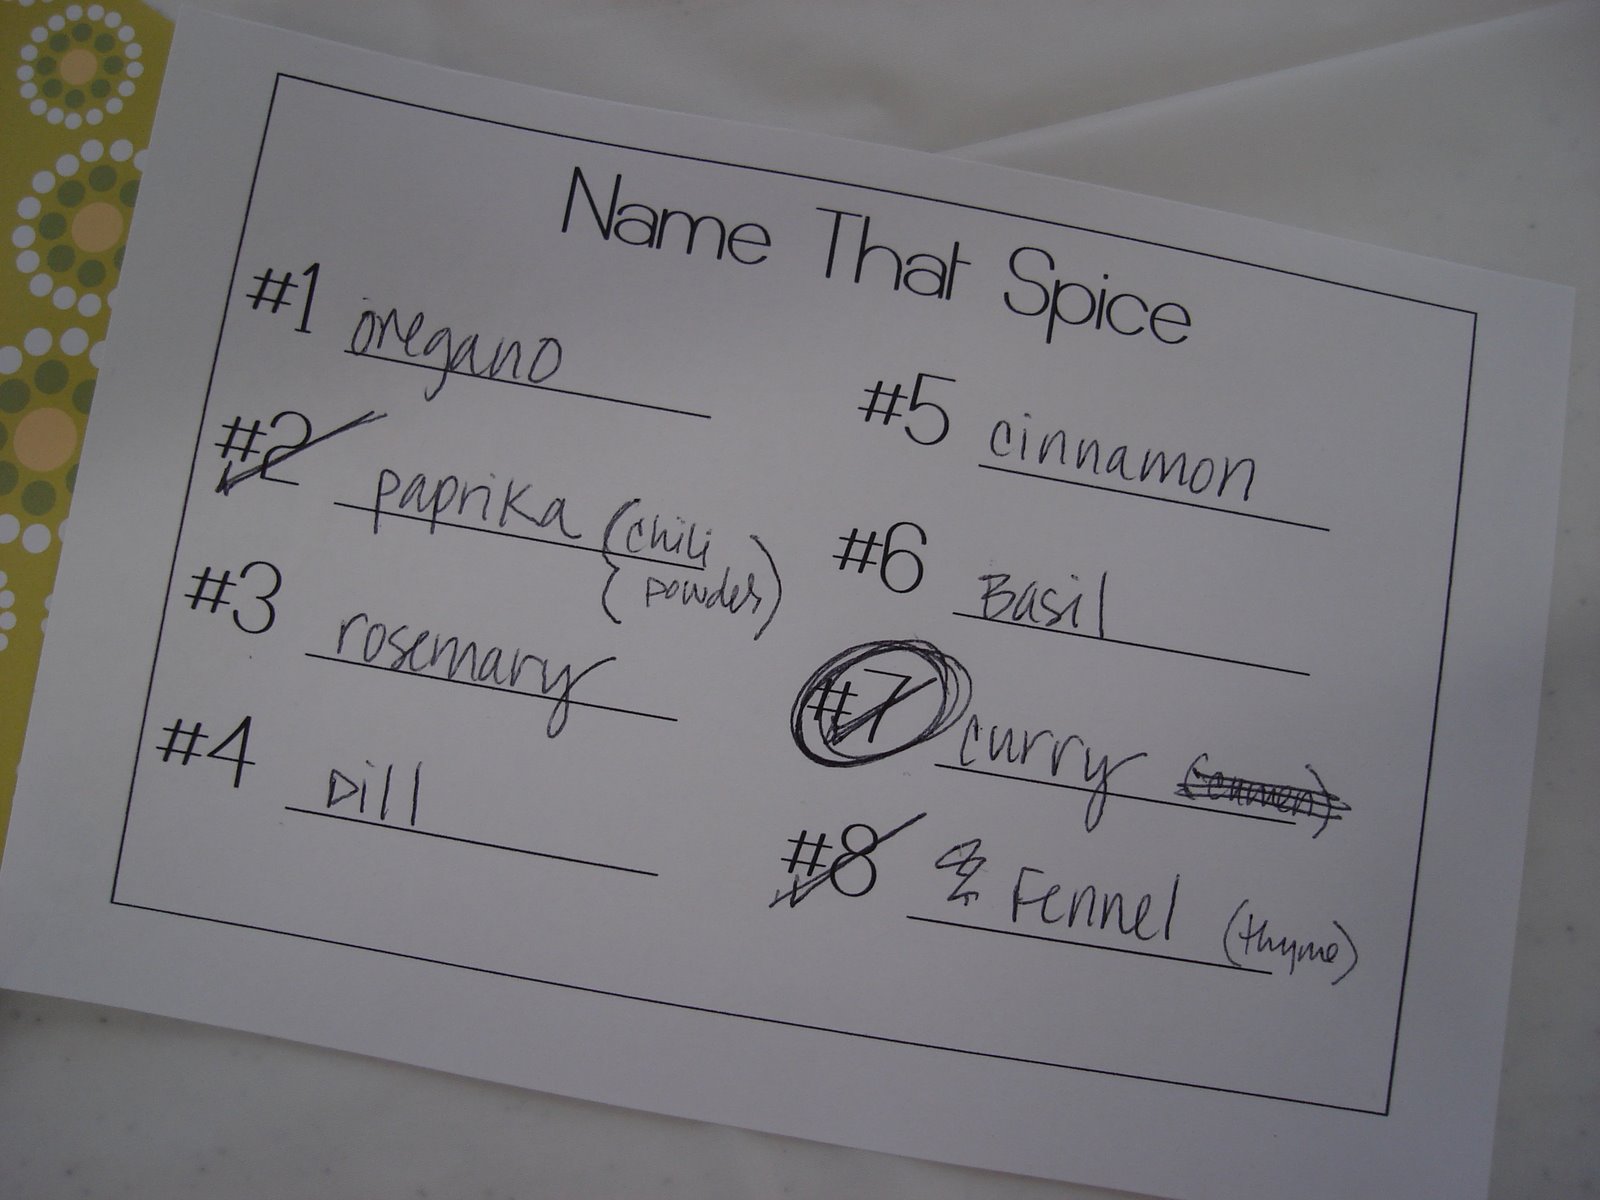 Name That Spice
#1 oregano
#2 paprika (chili
powder)
#3 rosemary
#4 Dill
#5 cinnamon
#6 Basil
#7 curry
#8 Fennel (thyme)